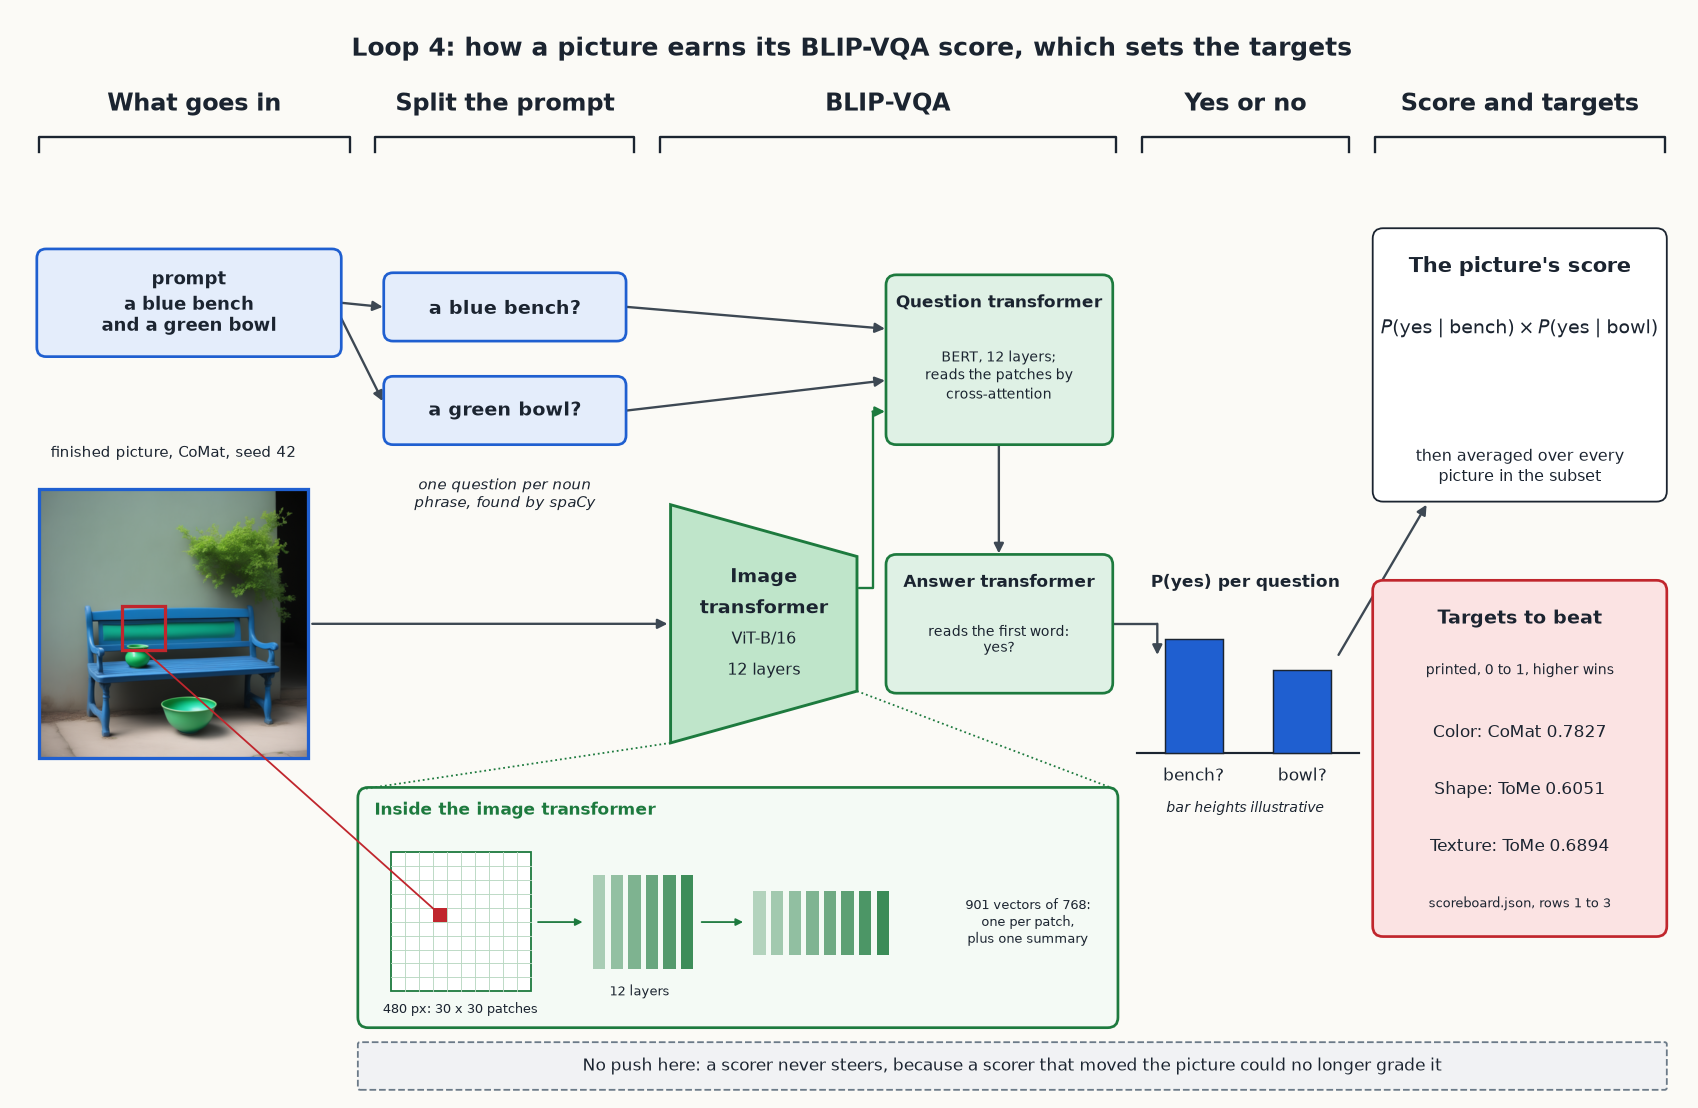 Loop 4: how a picture earns its BLIP-VQA score, which sets the targets
What goes in
Split the prompt
BLIP-VQA
Yes or no
Score and targets
prompt
a blue bench
and a green bowl
a blue bench?
a green bowl?
one question per noun
phrase, found by spaCy
finished picture, CoMat, seed 42
Question transformer
BERT, 12 layers;
reads the patches by
cross-attention
Image
transformer
ViT-B/16
12 layers
Answer transformer
reads the first word:
yes?
P(yes) per question
bench?
bowl?
bar heights illustrative
The picture's score
P(yes | bench) × P(yes | bowl)
then averaged over every
picture in the subset
Targets to beat
printed, 0 to 1, higher wins
Color: CoMat 0.7827
Shape: ToMe 0.6051
Texture: ToMe 0.6894
scoreboard.json, rows 1 to 3
Inside the image transformer
480 px: 30 x 30 patches
12 layers
901 vectors of 768:
one per patch,
plus one summary
No push here: a scorer never steers, because a scorer that moved the picture could no longer grade it